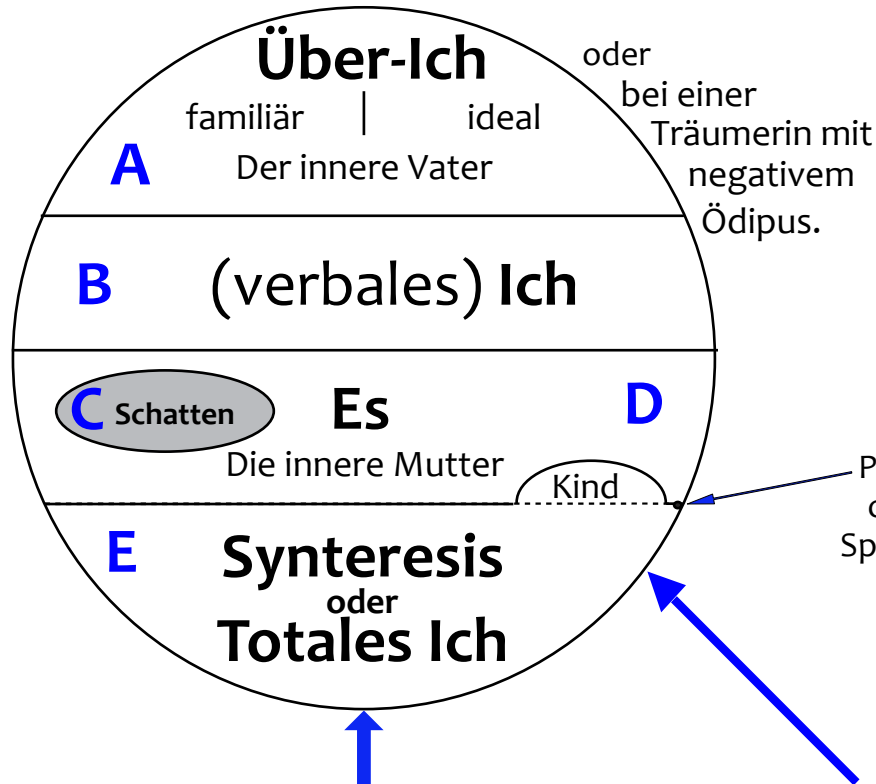 Über-Ich
familiär | ideal
Der innere Vater
A
oder
bei einer
Träumerin mit
negativem
Ödipus.
B (verbales) Ich
C Schatten Es D
Die innere Mutter
Kind
E
Synteresis
oder
Totales Ich
P
Sp